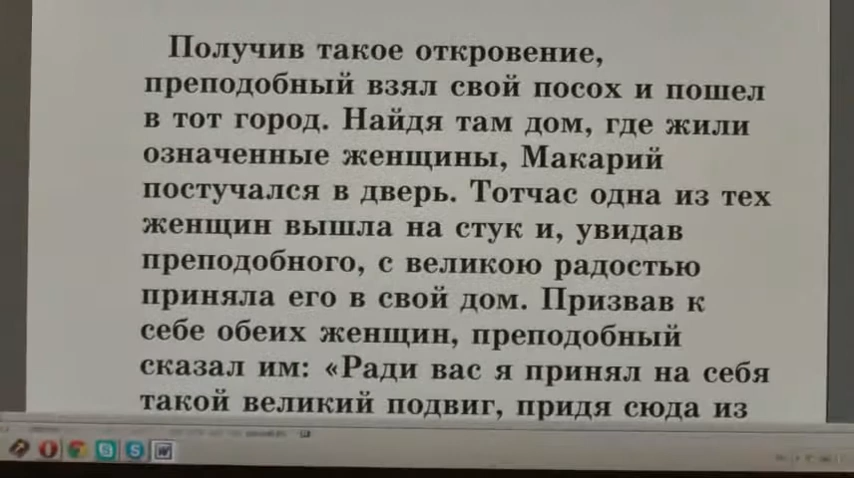 Получив такое откровение,
преподобный взял свой посох и пошел
в тот город. Найдя там дом, где жили
означенные женщины, Макарий
постучался в дверь. Тотчас одна из тех
женщин вышла на стук и, увидав
преподобного, с великою радостью
приняла его в свой дом. Призвав к
себе обеих женщин, преподобный
сказал им: «Ради вас я принял на себя
такой великий подвиг, придя сюда из